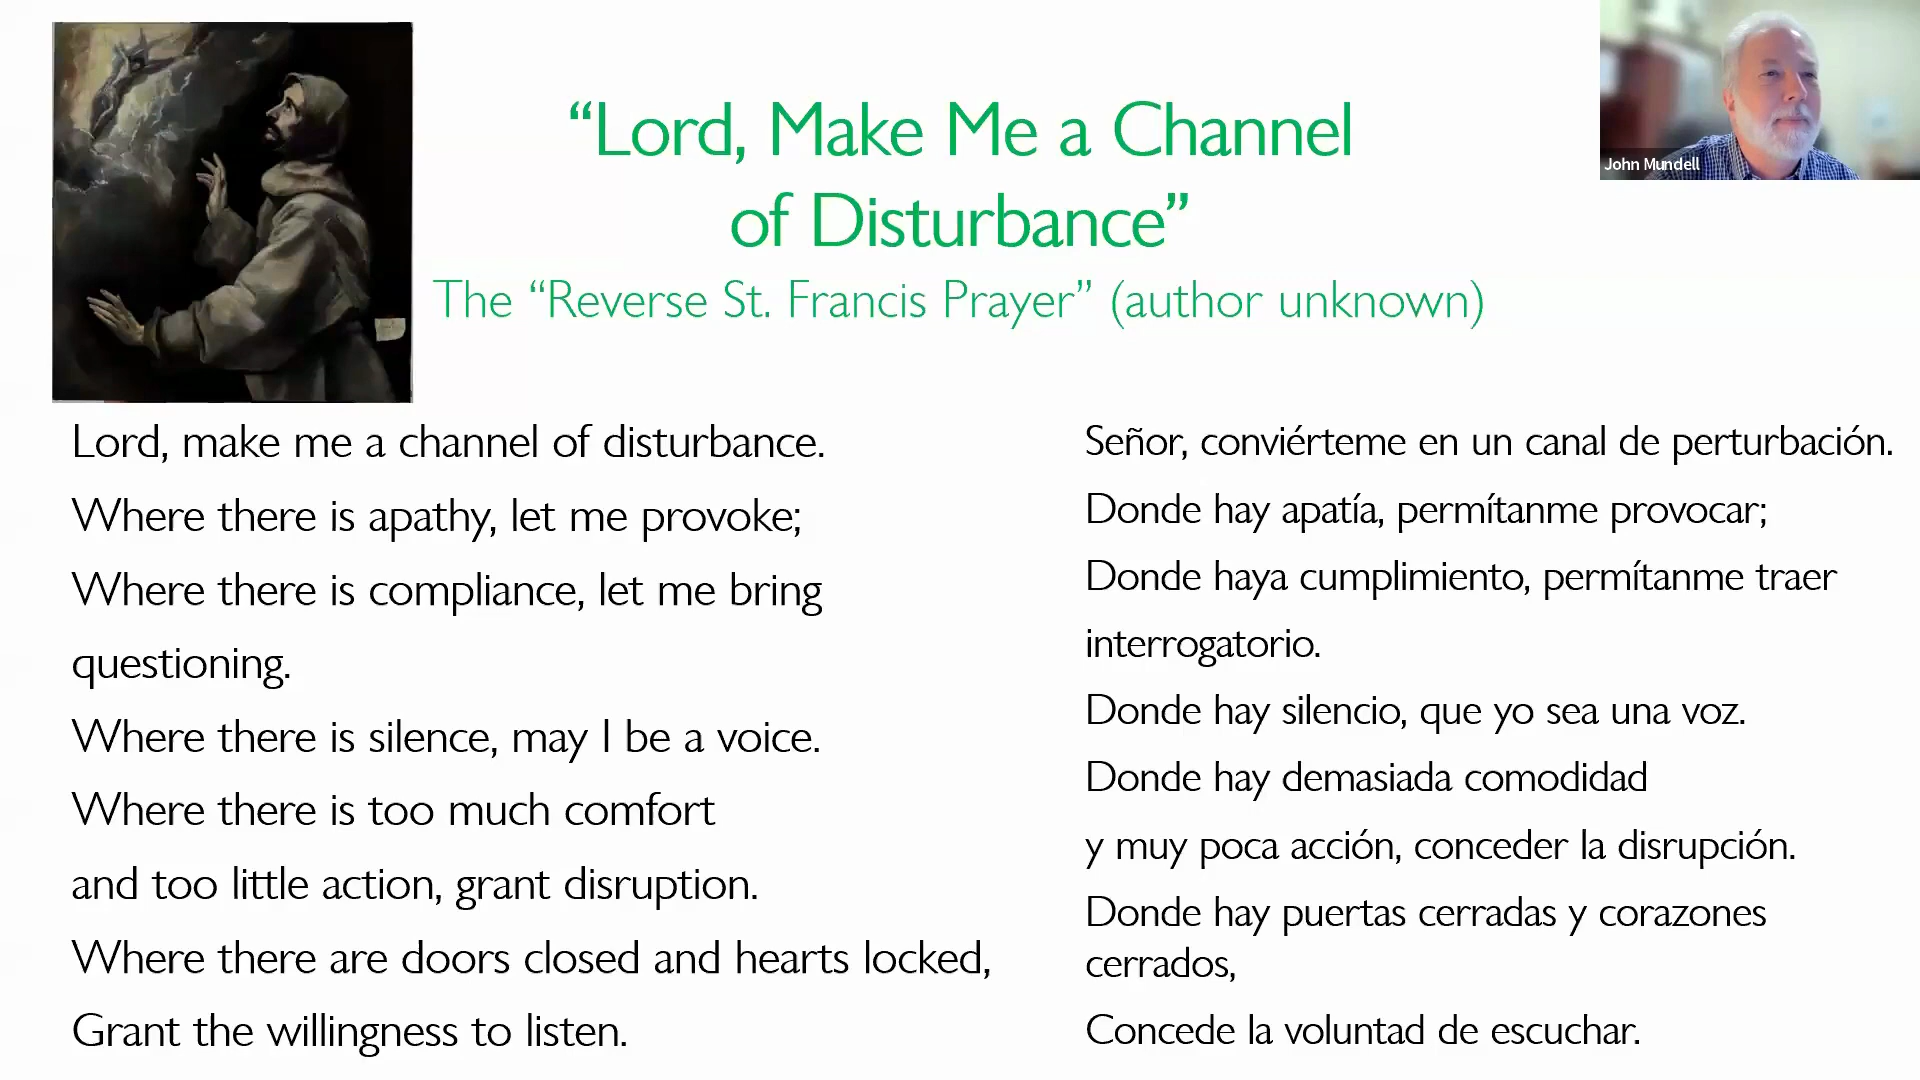 “Lord, Make Me a Channel
of Disturbance”
The “Reverse St. Francis Prayer” (author unknown)
John Mundell
Lord, make me a channel of disturbance.
Where there is apathy, let me provoke;
Where there is compliance, let me bring
questioning.
Where there is silence, may I be a voice.
Where there is too much comfort
and too little action, grant disruption.
Where there are doors closed and hearts locked,
Grant the willingness to listen.
Señor, conviérteme en un canal de perturbación.
Donde hay apatía, permítanme provocar;
Donde haya cumplimiento, permítanme traer
interrogatorio.
Donde hay silencio, que yo sea una voz.
Donde hay demasiada comodidad
y muy poca acción, conceder la disrupción.
Donde hay puertas cerradas y corazones
cerrados,
Concede la voluntad de escuchar.